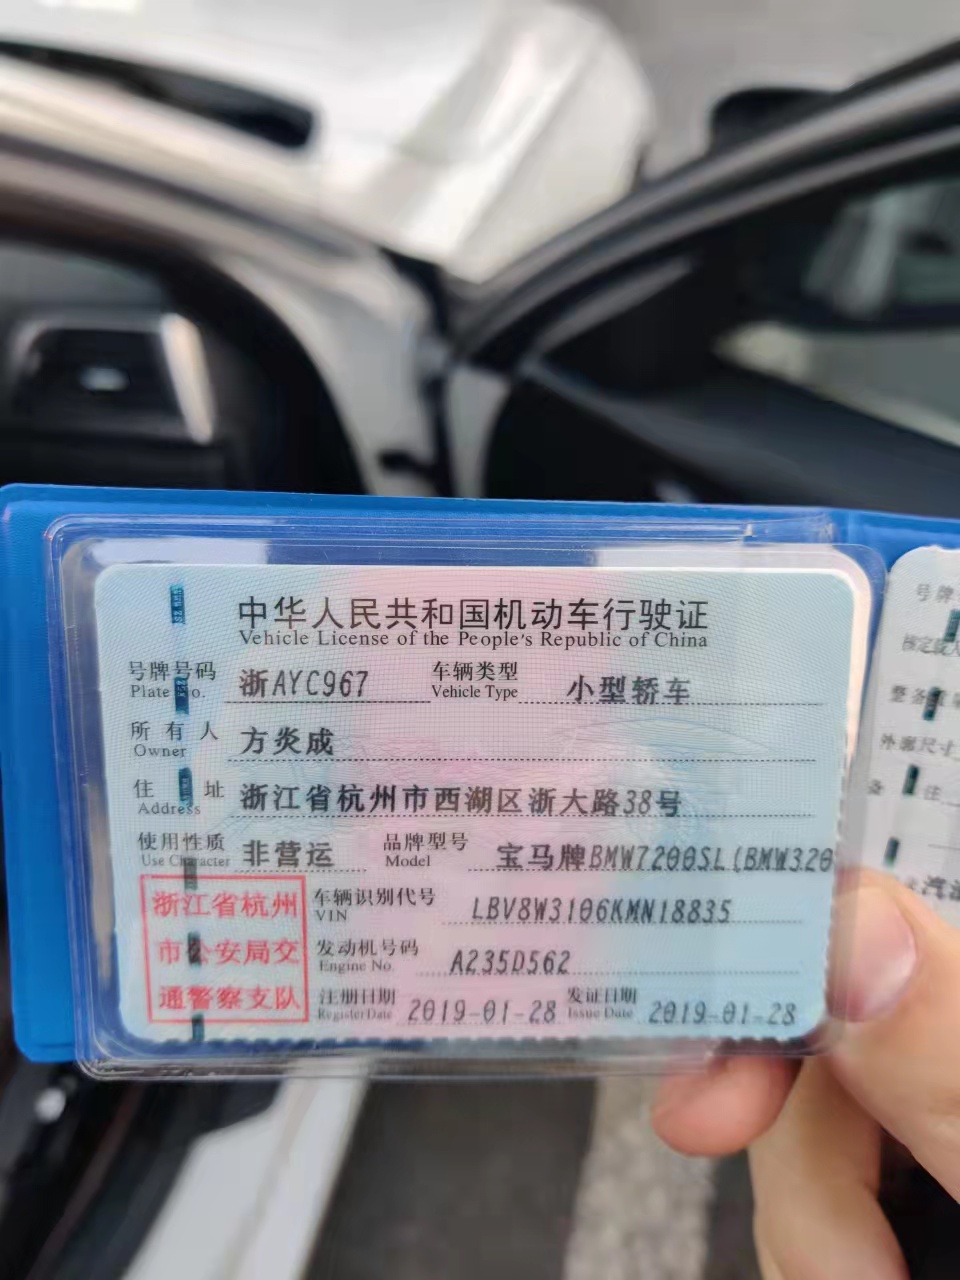 中华人民共和国机动车行驶证
Vehicle License of the People's Republic of China
号牌号码 浙AYC967 车辆类型 小型轿车
Plate No. Vehicle Type
所有人 方炎成
Owner
住址 浙江省杭州市西湖区浙大路38号
Address
使用性质 非营运 品牌型号 宝马牌BMW7200SL(BMW320
Use Character Model
浙江省杭州
市公安局交
通警察支队
车辆识别代号 LBV8W3106KMN18835
VIN
发动机号码 A235D562
Engine No.
注册日期 2019-01-28 发证日期 2019-01-28
Register Date Issue Date
号牌
核定载人
整备质量
外廓尺寸
备注
汽油